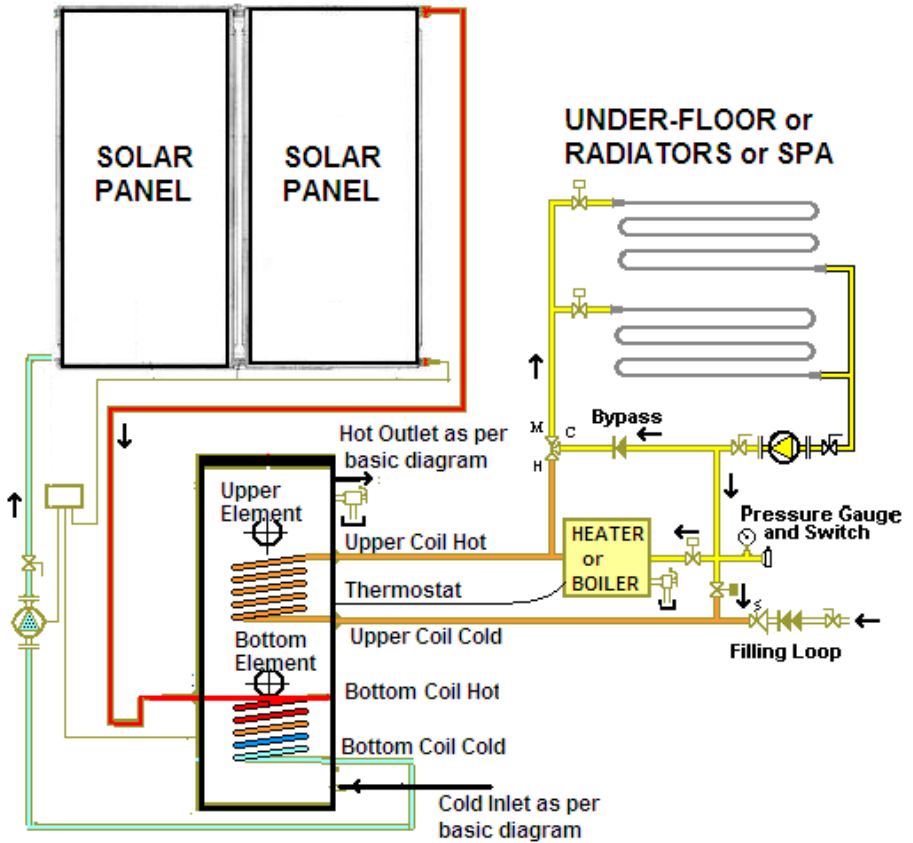 SOLAR
PANEL
SOLAR
PANEL
UNDER-FLOOR or
RADIATORS or SPA
Hot Outlet as per
basic diagram
Bypass
M
C
H
Upper
Element
Upper Coil Hot
HEATER
or
BOILER
Pressure Gauge
and Switch
Thermostat
Upper Coil Cold
S
Filling Loop
Bottom
Element
Bottom Coil Hot
Bottom Coil Cold
Cold Inlet as per
basic diagram